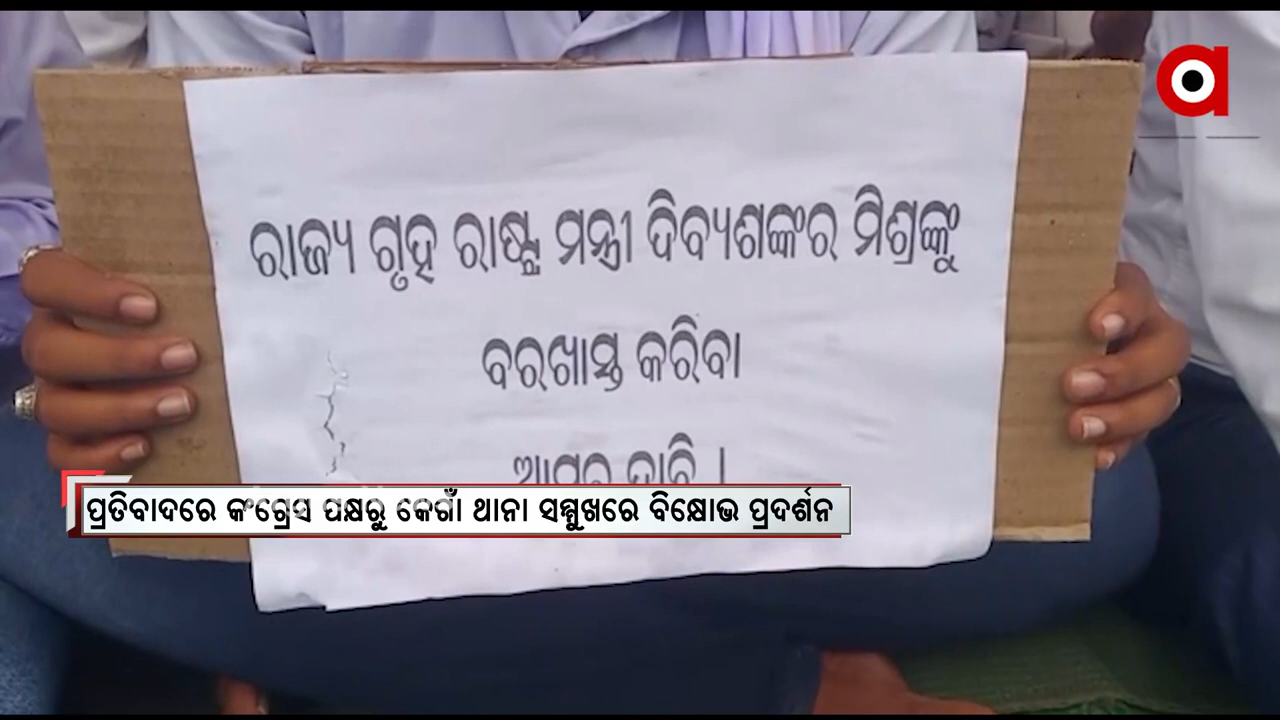 ରାଜ୍ୟ ଗୃହ ରାଷ୍ଟ୍ର ମନ୍ତ୍ରୀ ଦିବ୍ୟଶଙ୍କର ମିଶ୍ରଙ୍କୁ
ବରଖାସ୍ତ କରିବା
ପ୍ରତିବାଦରେ କଂଗ୍ରେସ ପକ୍ଷରୁ କେଗାଁ ଥାନା ସମ୍ମୁଖରେ ବିକ୍ଷୋଭ ପ୍ରଦର୍ଶନ